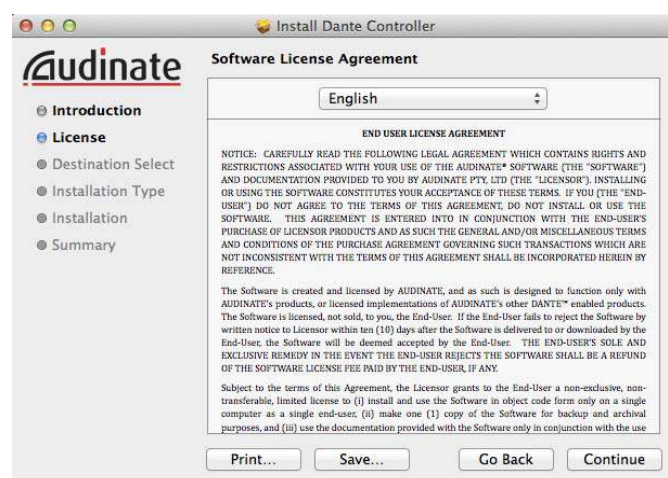 Install Dante Controller
Audinate
Software License Agreement
Introduction
License
Destination Select
Installation Type
Installation
Summary
English
END USER LICENSE AGREEMENT
NOTICE: CAREFULLY READ THE FOLLOWING LEGAL AGREEMENT WHICH CONTAINS RIGHTS AND
RESTRICTIONS ASSOCIATED WITH YOUR USE OF THE AUDINATE® SOFTWARE (THE "SOFTWARE")
AND DOCUMENTATION PROVIDED TO YOU BY AUDINATE PTY, LTD (THE "LICENSOR"). INSTALLING
OR USING THE SOFTWARE CONSTITUTES YOUR ACCEPTANCE OF THESE TERMS. IF YOU (THE "END-
USER") DO NOT AGREE TO THE TERMS OF THIS AGREEMENT, DO NOT INSTALL OR USE THE
SOFTWARE. THIS AGREEMENT IS ENTERED INTO IN CONJUNCTION WITH THE END-USER'S
PURCHASE OF LICENSOR PRODUCTS AND AS SUCH THE GENERAL AND/OR MISCELLANEOUS TERMS
AND CONDITIONS OF THE PURCHASE AGREEMENT GOVERNING SUCH TRANSACTIONS WHICH ARE
NOT INCONSISTENT WITH THE TERMS OF THIS AGREEMENT SHALL BE INCORPORATED HEREIN BY
REFERENCE.
The Software is created and licensed by AUDINATE, and as such is designed to function only with
AUDINATE's products, or licensed implementations of AUDINATE's other DANTE™ enabled products.
The Software is licensed, not sold, to you, the End-User. If the End-User fails to reject the Software by
written notice to Licensor within ten (10) days after the Software is delivered to or downloaded by the
End-User, the Software will be deemed accepted by the End-User. THE END-USER'S SOLE AND
EXCLUSIVE REMEDY IN THE EVENT THE END-USER REJECTS THE SOFTWARE SHALL BE A REFUND
OF THE SOFTWARE LICENSE FEE PAID BY THE END-USER, IF ANY.
Subject to the terms of this Agreement, the Licensor grants to the End-User a non-exclusive, non-
transferable, limited license to (i) install and use the Software in object code form only on a single
computer as a single end-user, (ii) make one (1) copy of the Software for backup and archival
purposes, and (iii) use the documentation provided with the Software only in conjunction with the use
Print...
Save...
Go Back
Continue